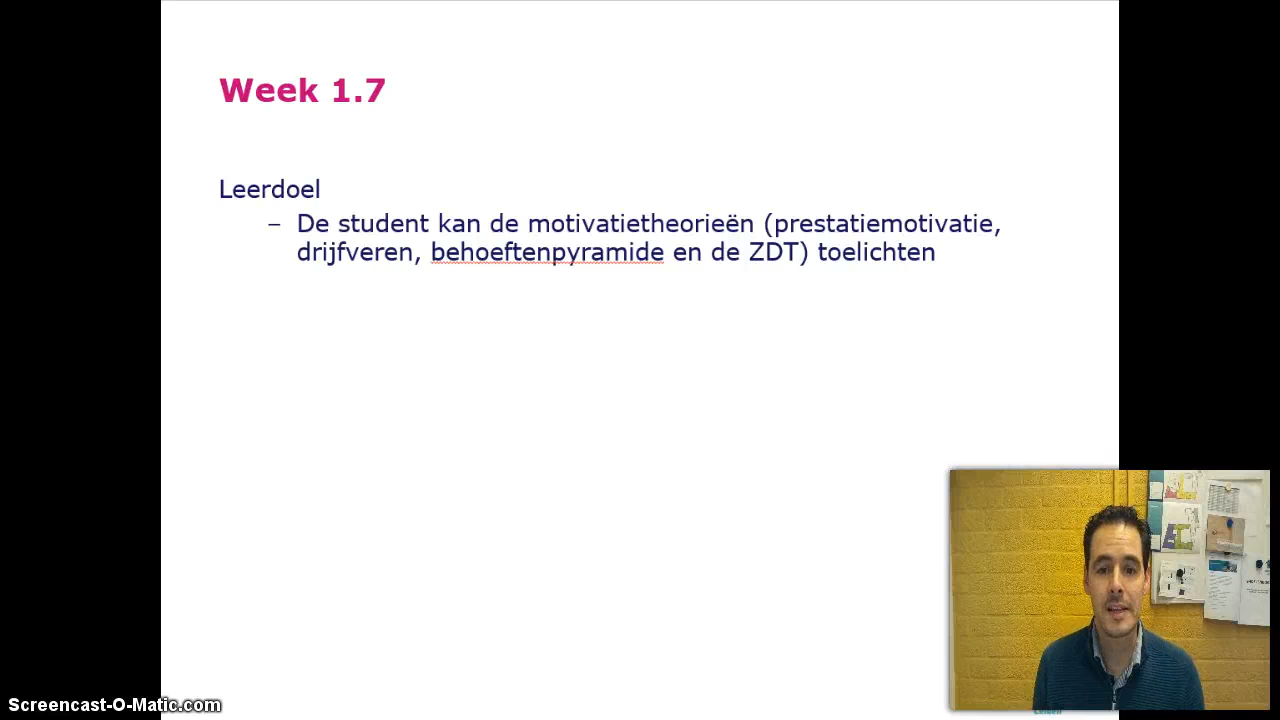 Week 1.7
Leerdoel
– De student kan de motivatietheorieën (prestatiemotivatie,
drijfveren, behoeftenpyramide en de ZDT) toelichten
Screencast-O-Matic.com